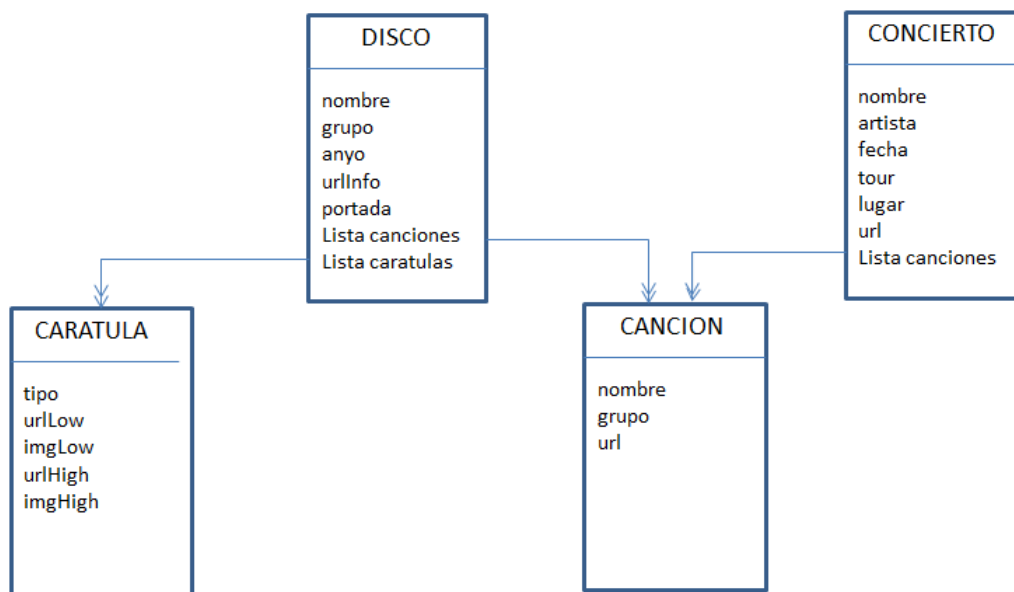 DISCO
nombre
grupo
anyo
urlInfo
portada
Lista canciones
Lista caratulas
CONCIERTO
nombre
artista
fecha
tour
lugar
url
Lista canciones
CARATULA
tipo
urlLow
imgLow
urlHigh
imgHigh
CANCION
nombre
grupo
url